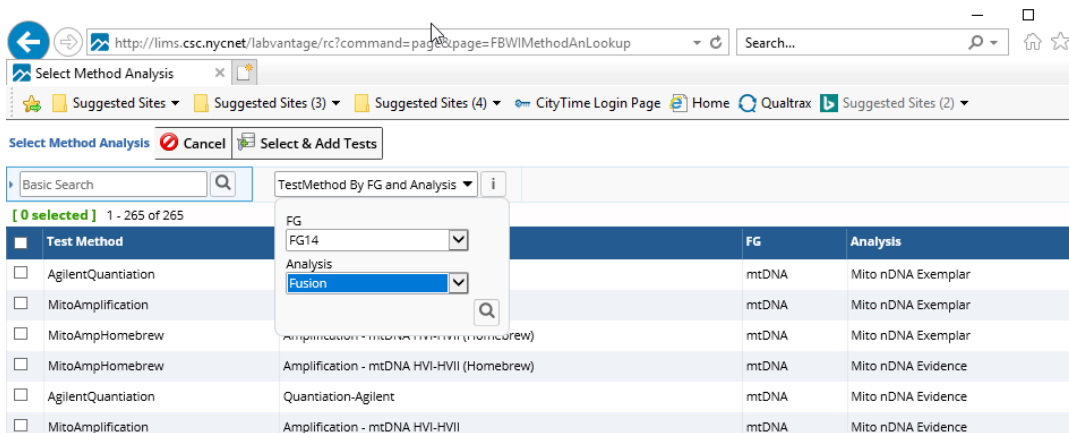 http://lims.csc.nycnet/labvantage/rc?command=page&page=FBWIMethodAnLookup Search...
Select Method Analysis
Suggested Sites Suggested Sites (3) Suggested Sites (4) CityTime Login Page Home Qualtrax Suggested Sites (2)
Select Method Analysis Cancel Select & Add Tests
Basic Search TestMethod By FG and Analysis i
[ 0 selected ] 1 - 265 of 265
FG
FG14
Analysis
Fusion
Test Method FG Analysis
AgilentQuantiation mtDNA Mito nDNA Exemplar
MitoAmplification mtDNA Mito nDNA Exemplar
MitoAmpHomebrew Amplification - mtDNA HVI-HVII (Homebrew) mtDNA Mito nDNA Exemplar
MitoAmpHomebrew Amplification - mtDNA HVI-HVII (Homebrew) mtDNA Mito nDNA Evidence
AgilentQuantiation Quantiation-Agilent mtDNA Mito nDNA Evidence
MitoAmplification Amplification - mtDNA HVI-HVII mtDNA Mito nDNA Evidence